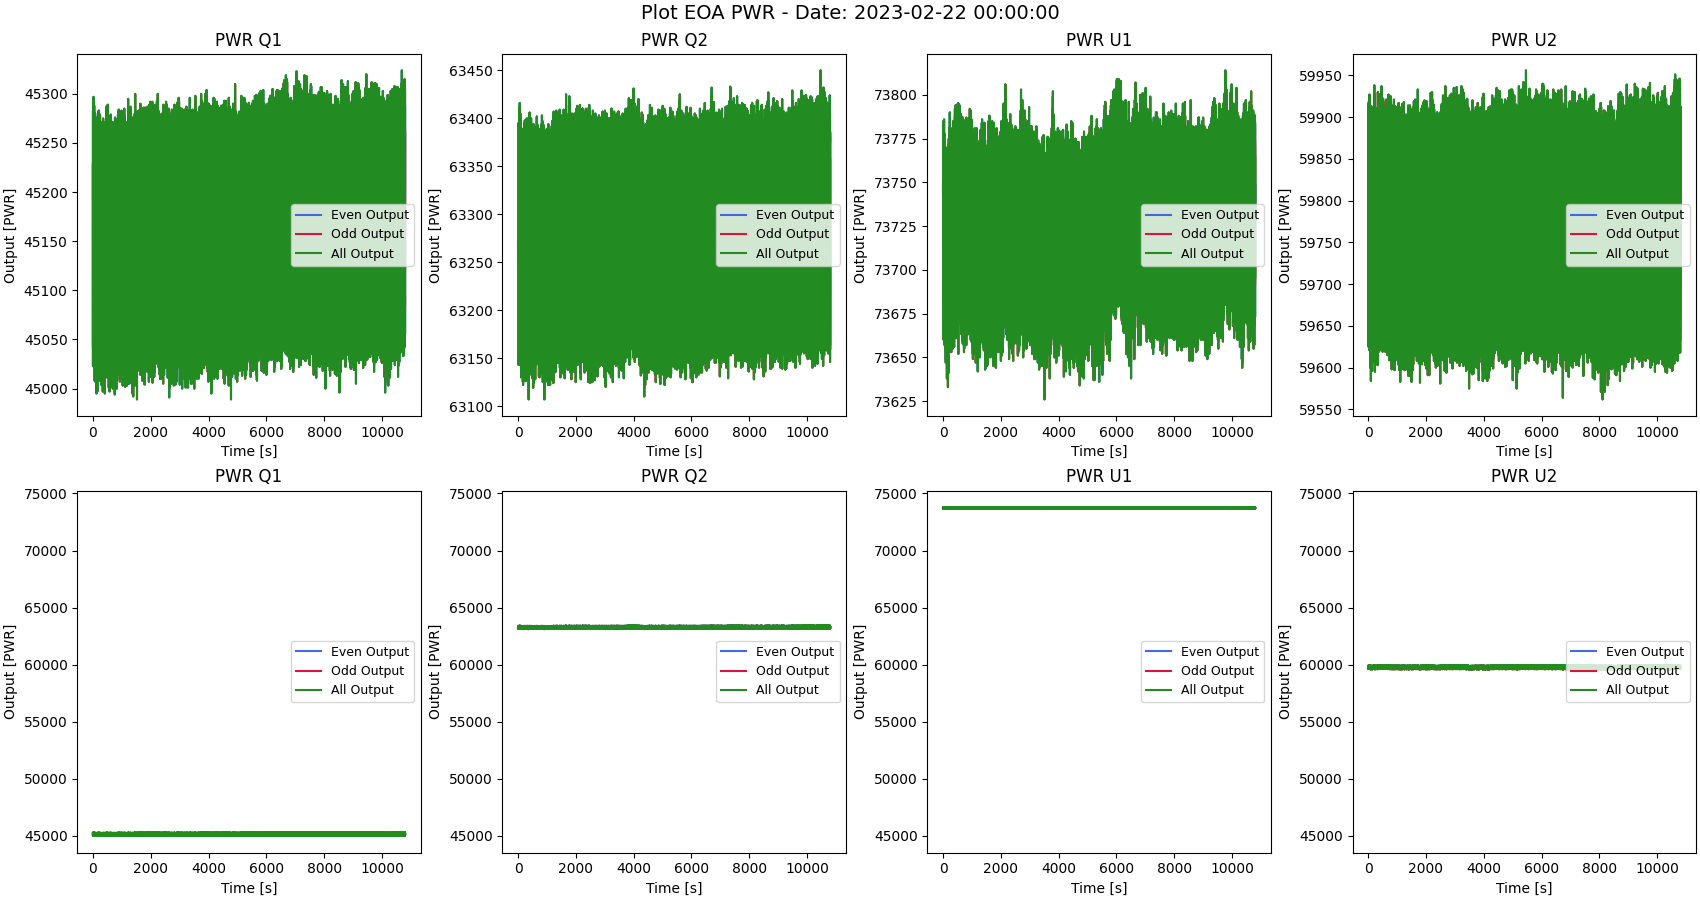 Plot EOA PWR - Date: 2023-02-22 00:00:00
PWR Q1
Output [PWR]
45300
45250
45200
45150
45100
45050
45000
Even Output
Odd Output
All Output
0 2000 4000 6000 8000 10000
Time [s]
PWR Q2
Output [PWR]
63450
63400
63350
63300
63250
63200
63150
63100
Even Output
Odd Output
All Output
0 2000 4000 6000 8000 10000
Time [s]
PWR U1
Output [PWR]
73800
73775
73750
73725
73700
73675
73650
73625
Even Output
Odd Output
All Output
0 2000 4000 6000 8000 10000
Time [s]
PWR U2
Output [PWR]
59950
59900
59850
59800
59750
59700
59650
59600
59550
Even Output
Odd Output
All Output
0 2000 4000 6000 8000 10000
Time [s]
PWR Q1
Output [PWR]
75000
70000
65000
60000
55000
50000
45000
Even Output
Odd Output
All Output
0 2000 4000 6000 8000 10000
Time [s]
PWR Q2
Output [PWR]
75000
70000
65000
60000
55000
50000
45000
Even Output
Odd Output
All Output
0 2000 4000 6000 8000 10000
Time [s]
PWR U1
Output [PWR]
75000
70000
65000
60000
55000
50000
45000
Even Output
Odd Output
All Output
0 2000 4000 6000 8000 10000
Time [s]
PWR U2
Output [PWR]
75000
70000
65000
60000
55000
50000
45000
Even Output
Odd Output
All Output
0 2000 4000 6000 8000 10000
Time [s]